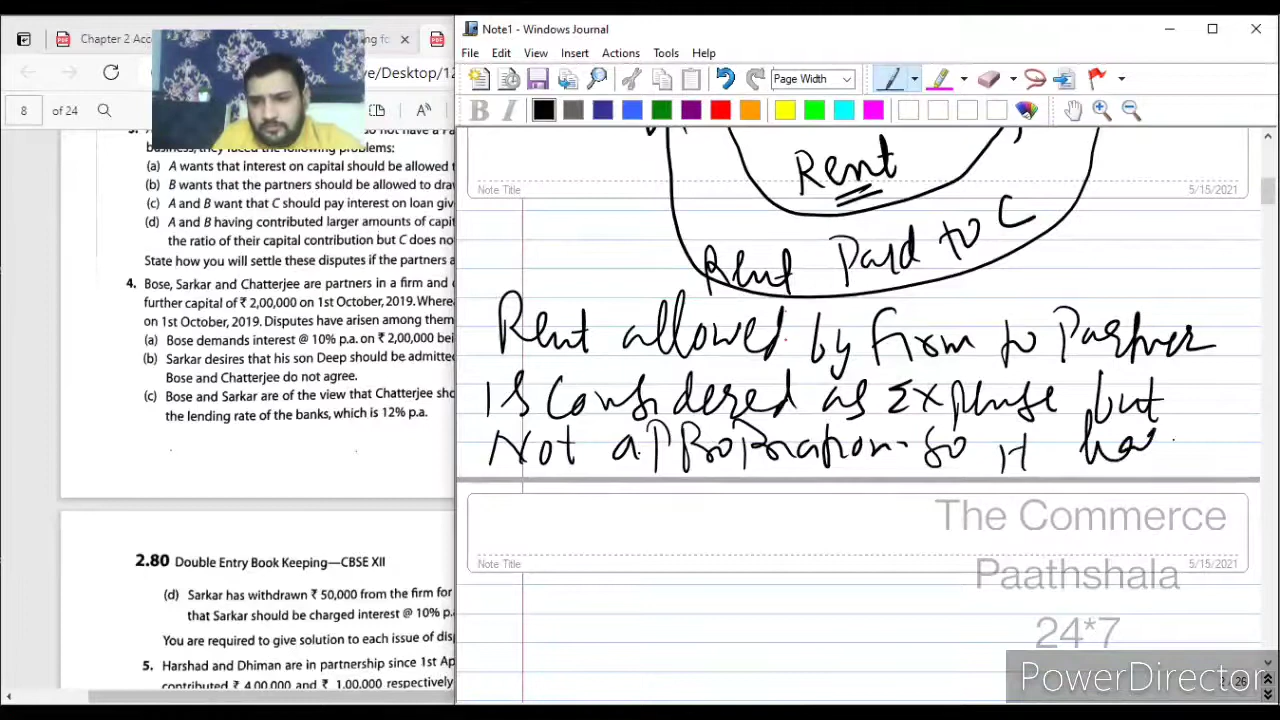 Note1 - Windows Journal
Chapter 2 Acc
ng fo
File Edit View Insert Actions Tools Help
ve/Desktop/12
Page Width
8 of 24
so not have a Pa
business, they faced the following problems:
(a) A wants that interest on capital should be allowed t
(b) B wants that the partners should be allowed to dra
(c) A and B want that C should pay interest on loan giv
(d) A and B having contributed larger amounts of capi
the ratio of their capital contribution but C does no
State how you will settle these disputes if the partners a
4. Bose, Sarkar and Chatterjee are partners in a firm and
further capital of ₹ 2,00,000 on 1st October, 2019. Where
on 1st October, 2019. Disputes have arisen among them
(a) Bose demands interest @ 10% p.a. on ₹ 2,00,000 bei
(b) Sarkar desires that his son Deep should be admitted
Bose and Chatterjee do not agree.
(c) Bose and Sarkar are of the view that Chatterjee sho
the lending rate of the banks, which is 12% p.a.
2.80 Double Entry Book Keeping—CBSE XII
(d) Sarkar has withdrawn ₹ 50,000 from the firm for
that Sarkar should be charged interest @ 10% p.
You are required to give solution to each issue of disp
5. Harshad and Dhiman are in partnership since 1st Ap
contributed ₹ 4,00,000 and ₹ 1,00,000 respectively
Rent
Note Title
5/15/2021
Rent Paid to C
Rent allowed by firm to Partner
is Considered as Expense but
Not appropriation. so it has
Note Title
5/15/2021
The Commerce
Paathshala
24*7
PowerDirector